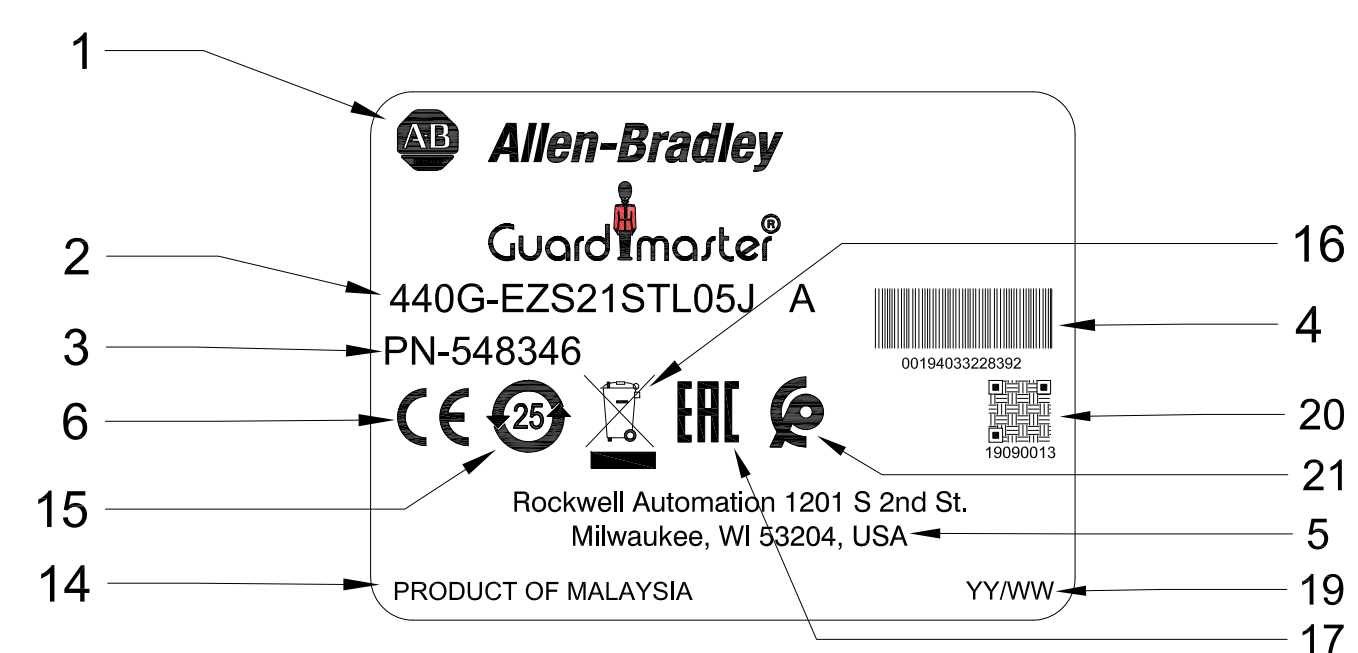 1
A-B
Allen-Bradley
Guardmaster®
2
16
440G-EZS21STL05J A
4
3
PN-548346
00194033228392
6
CE
25
EAC
20
19090013
21
15
Rockwell Automation 1201 S 2nd St.
Milwaukee, WI 53204, USA
5
14
PRODUCT OF MALAYSIA
YY/WW
19
17